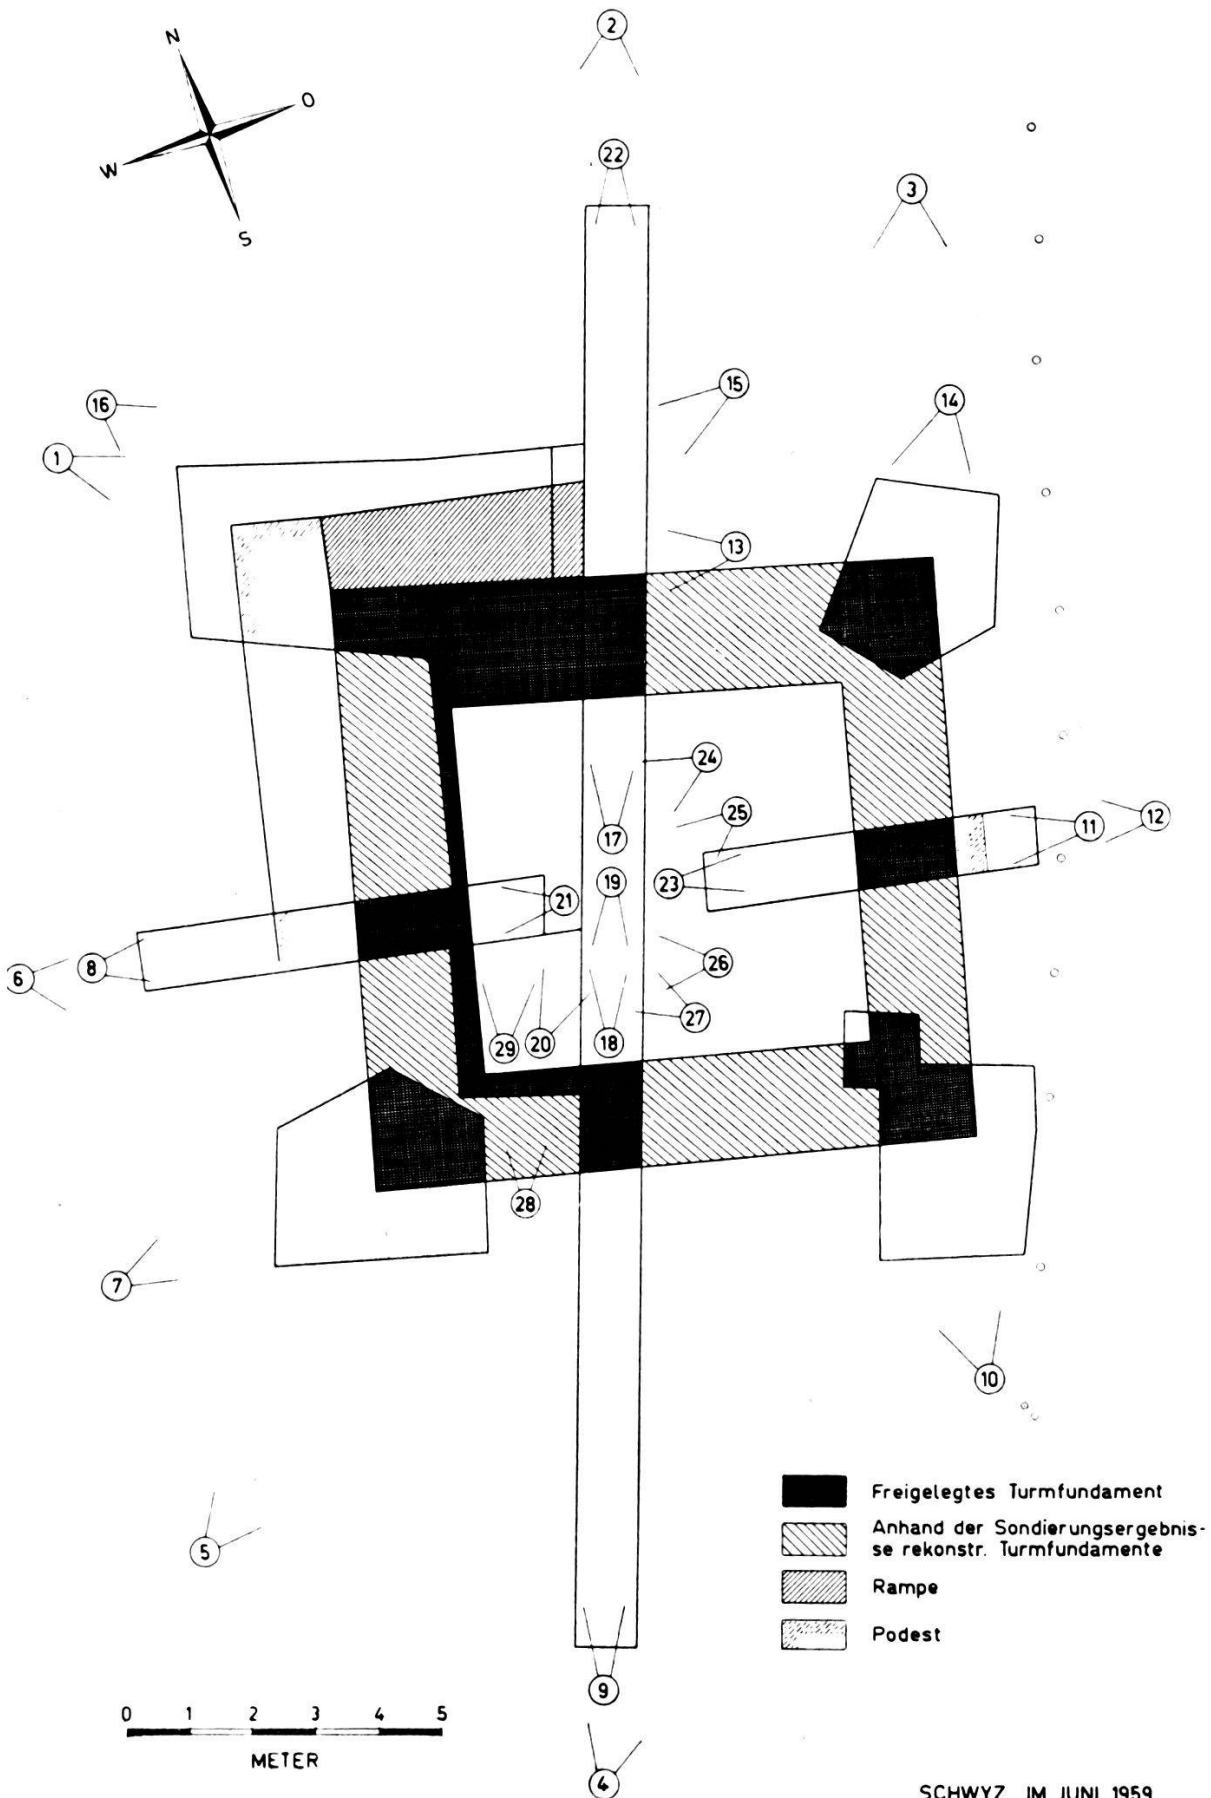 N
2
O
22
W
3
S
15
16
14
1
13
24
25
17
12
11
19
23
21
26
8
6
27
18
20
29
28
7
10
Freigelegtes Turmfundament
Anhand der Sondierungsergebnis-
se rekonstr. Turmfundamente
5
Rampe
Podest
9
0 1 2 3 4 5
METER
4
SCHWYZ, IM JUNI 1959